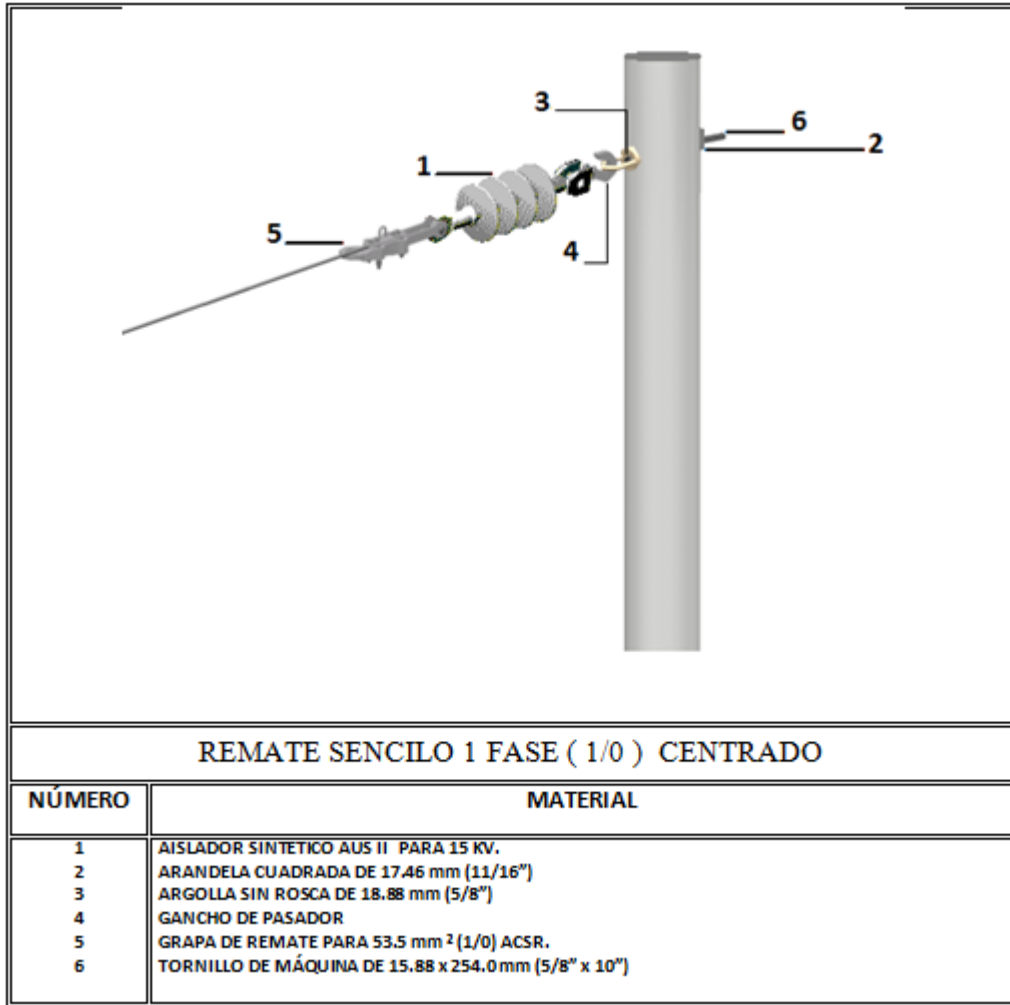 3
6
2
1
5
4
REMATE SENCILO 1 FASE ( 1/0 ) CENTRADO
NÚMERO MATERIAL
1 AISLADOR SINTETICO AUS II PARA 15 KV.
2 ARANDELA CUADRADA DE 17.46 mm (11/16”)
3 ARGOLLA SIN ROSCA DE 18.88 mm (5/8”)
4 GANCHO DE PASADOR
5 GRAPA DE REMATE PARA 53.5 mm ² (1/0) ACSR.
6 TORNILLO DE MÁQUINA DE 15.88 x 254.0 mm (5/8” x 10”)